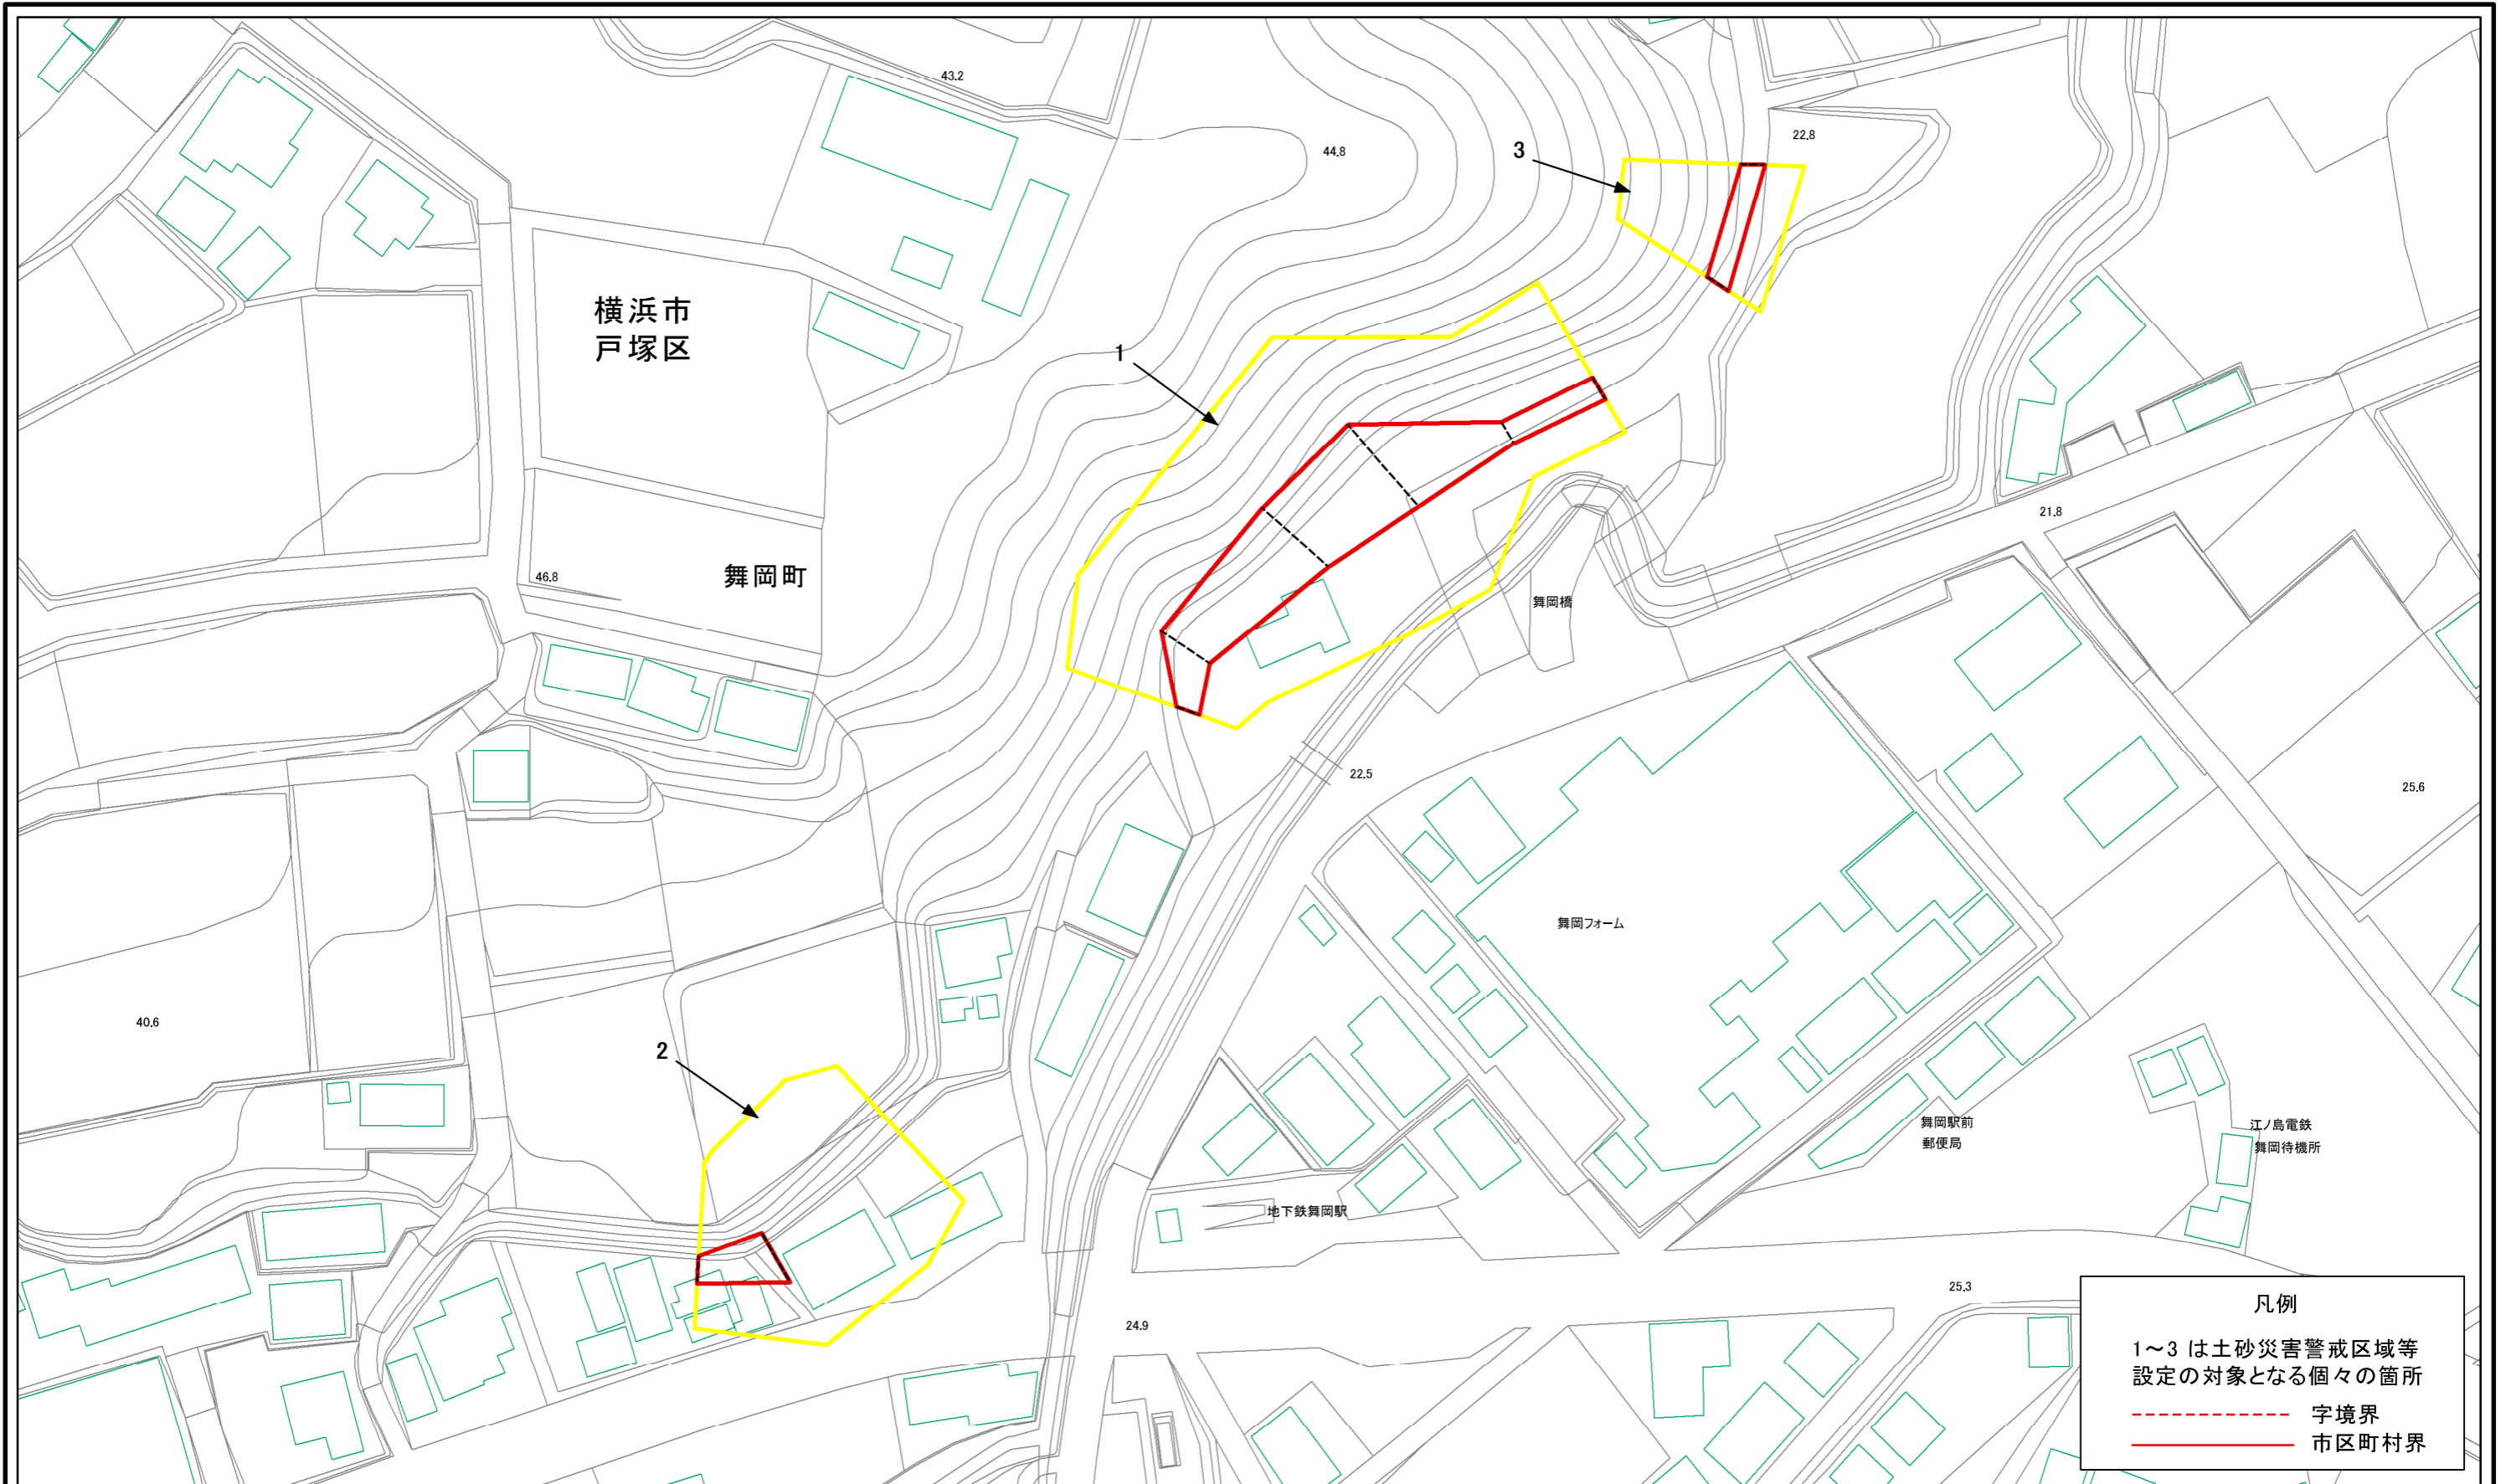 43.2
44.8
3
22.8
横浜市
戸塚区
1
21.8
46.8
舞岡町
舞岡橋
22.5
25.6
舞岡フォーム
40.6
2
舞岡駅前
郵便局
江ノ島電鉄
舞岡待機所
地下鉄舞岡駅
25.3
24.9
凡例
1～3 は土砂災害警戒区域等
設定の対象となる個々の箇所
字境界
市区町村界